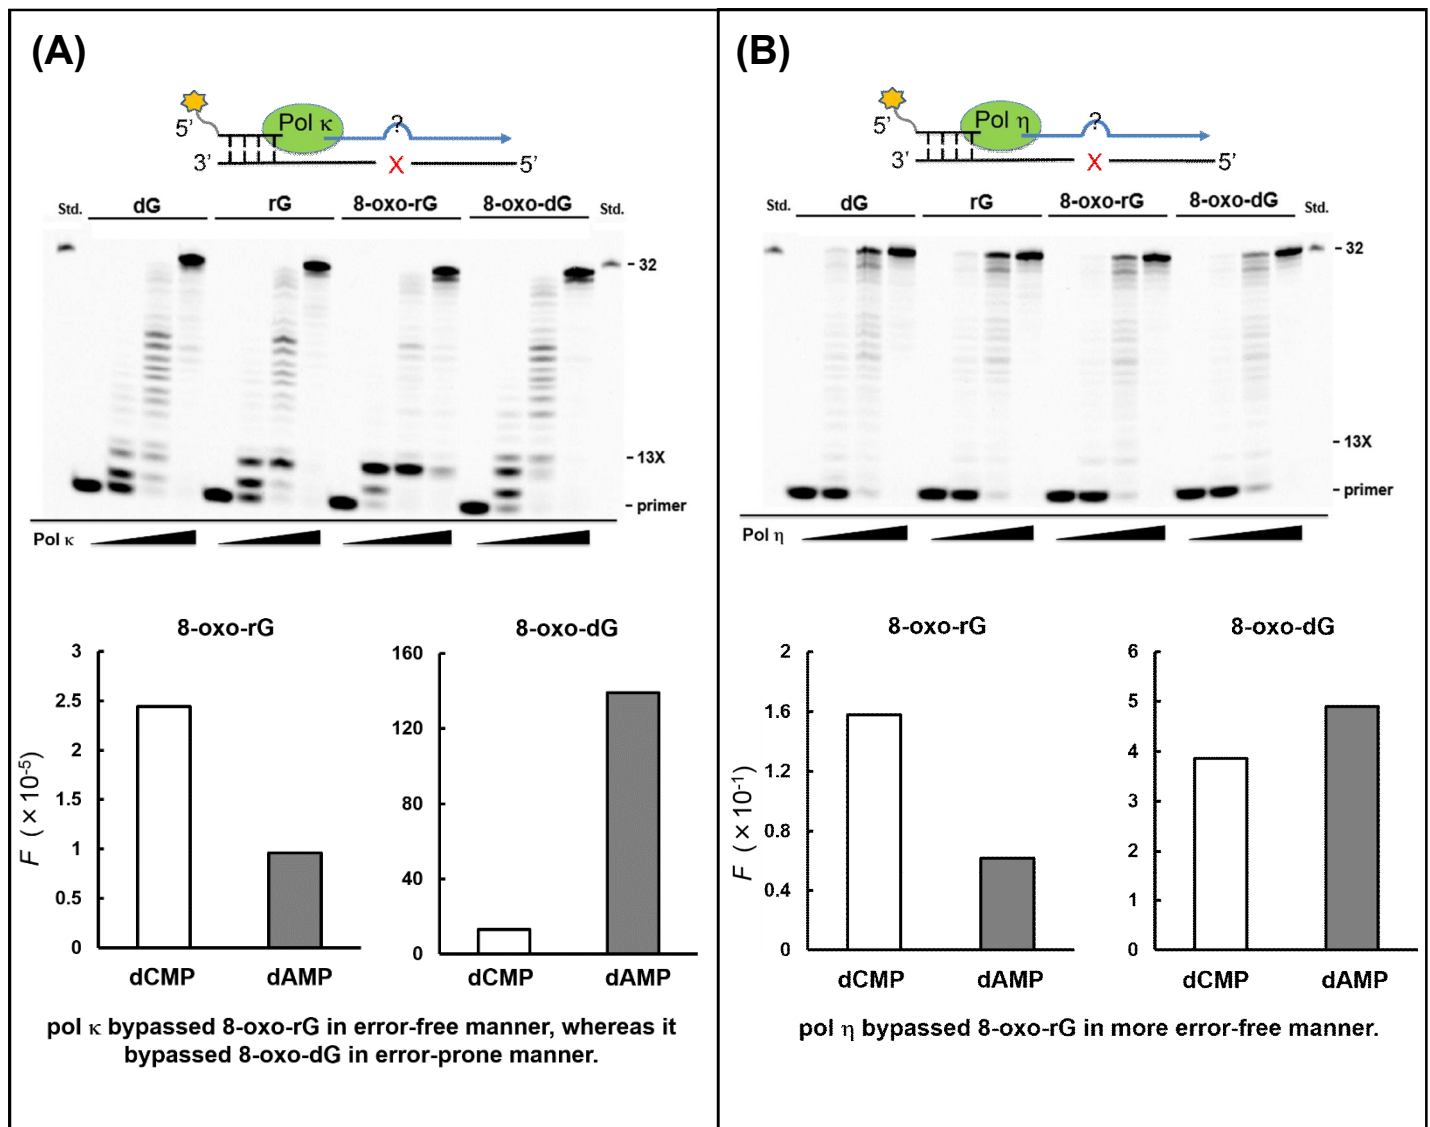 (A)
Pol κ
5’
?
3’
X
5’
Std.
dG
rG
8-oxo-rG
8-oxo-dG
Std.
- 32
- 13X
- primer
Pol κ
8-oxo-rG
3
2.5
2
1.5
1
0.5
0
F (×10-5)
dCMP
dAMP
8-oxo-dG
160
120
80
40
0
dCMP
dAMP
pol κ bypassed 8-oxo-rG in error-free manner, whereas it
bypassed 8-oxo-dG in error-prone manner.
(B)
Pol η
5’
?
3’
X
5’
Std.
dG
rG
8-oxo-rG
8-oxo-dG
Std.
- 32
- 13X
- primer
Pol η
8-oxo-rG
2
1.6
1.2
0.8
0.4
0
F (×10-1)
dCMP
dAMP
8-oxo-dG
6
5
4
3
2
1
0
dCMP
dAMP
pol η bypassed 8-oxo-rG in more error-free manner.